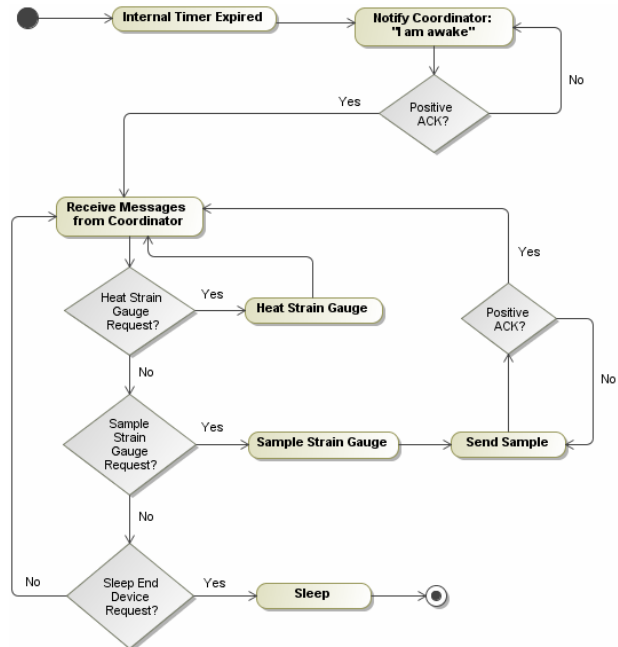 Internal Timer Expired
Notify Coordinator:
"I am awake"
No
Yes
Positive
ACK?
Receive Messages
from Coordinator
Yes
Heat Strain
Gauge
Request?
Yes
Heat Strain Gauge
Positive
ACK?
No
No
Sample
Strain
Gauge
Request?
Yes
Sample Strain Gauge
Send Sample
No
No
Sleep End
Device
Request?
Yes
Sleep